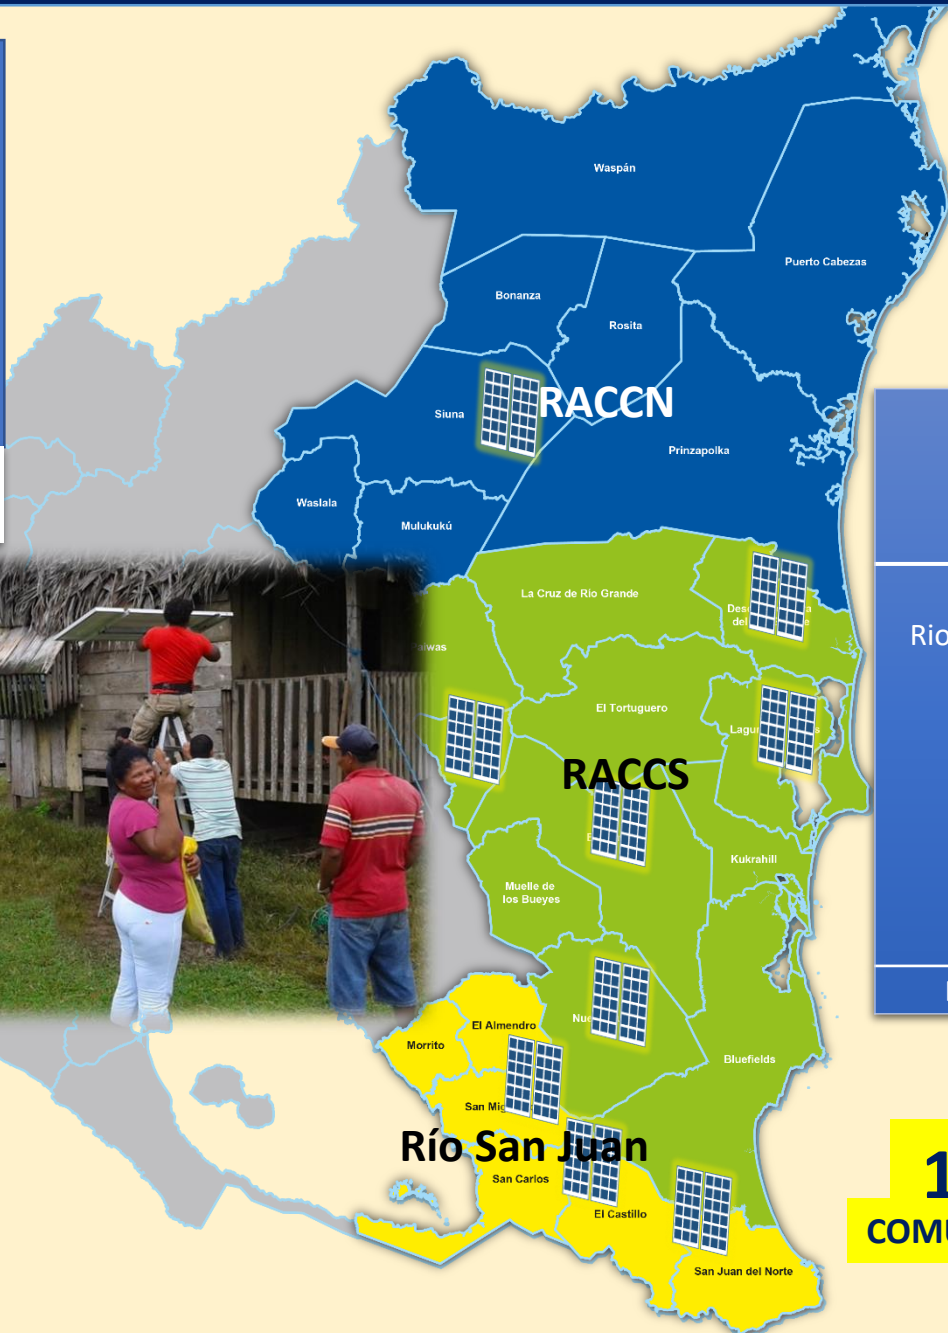 Waspán
Puerto Cabezas
Bonanza
Rosita
RACCN
Siuna
Prinzapolka
Waslala
Mulukukú
La Cruz de Rio Grande
Rio
El Tortuguero
RACCS
Kukrahill
Muelle de
los Bueyes
El Almendro
Morrito
Bluefields
Río San Juan
San Carlos
El Castillo
San Juan del Norte
1